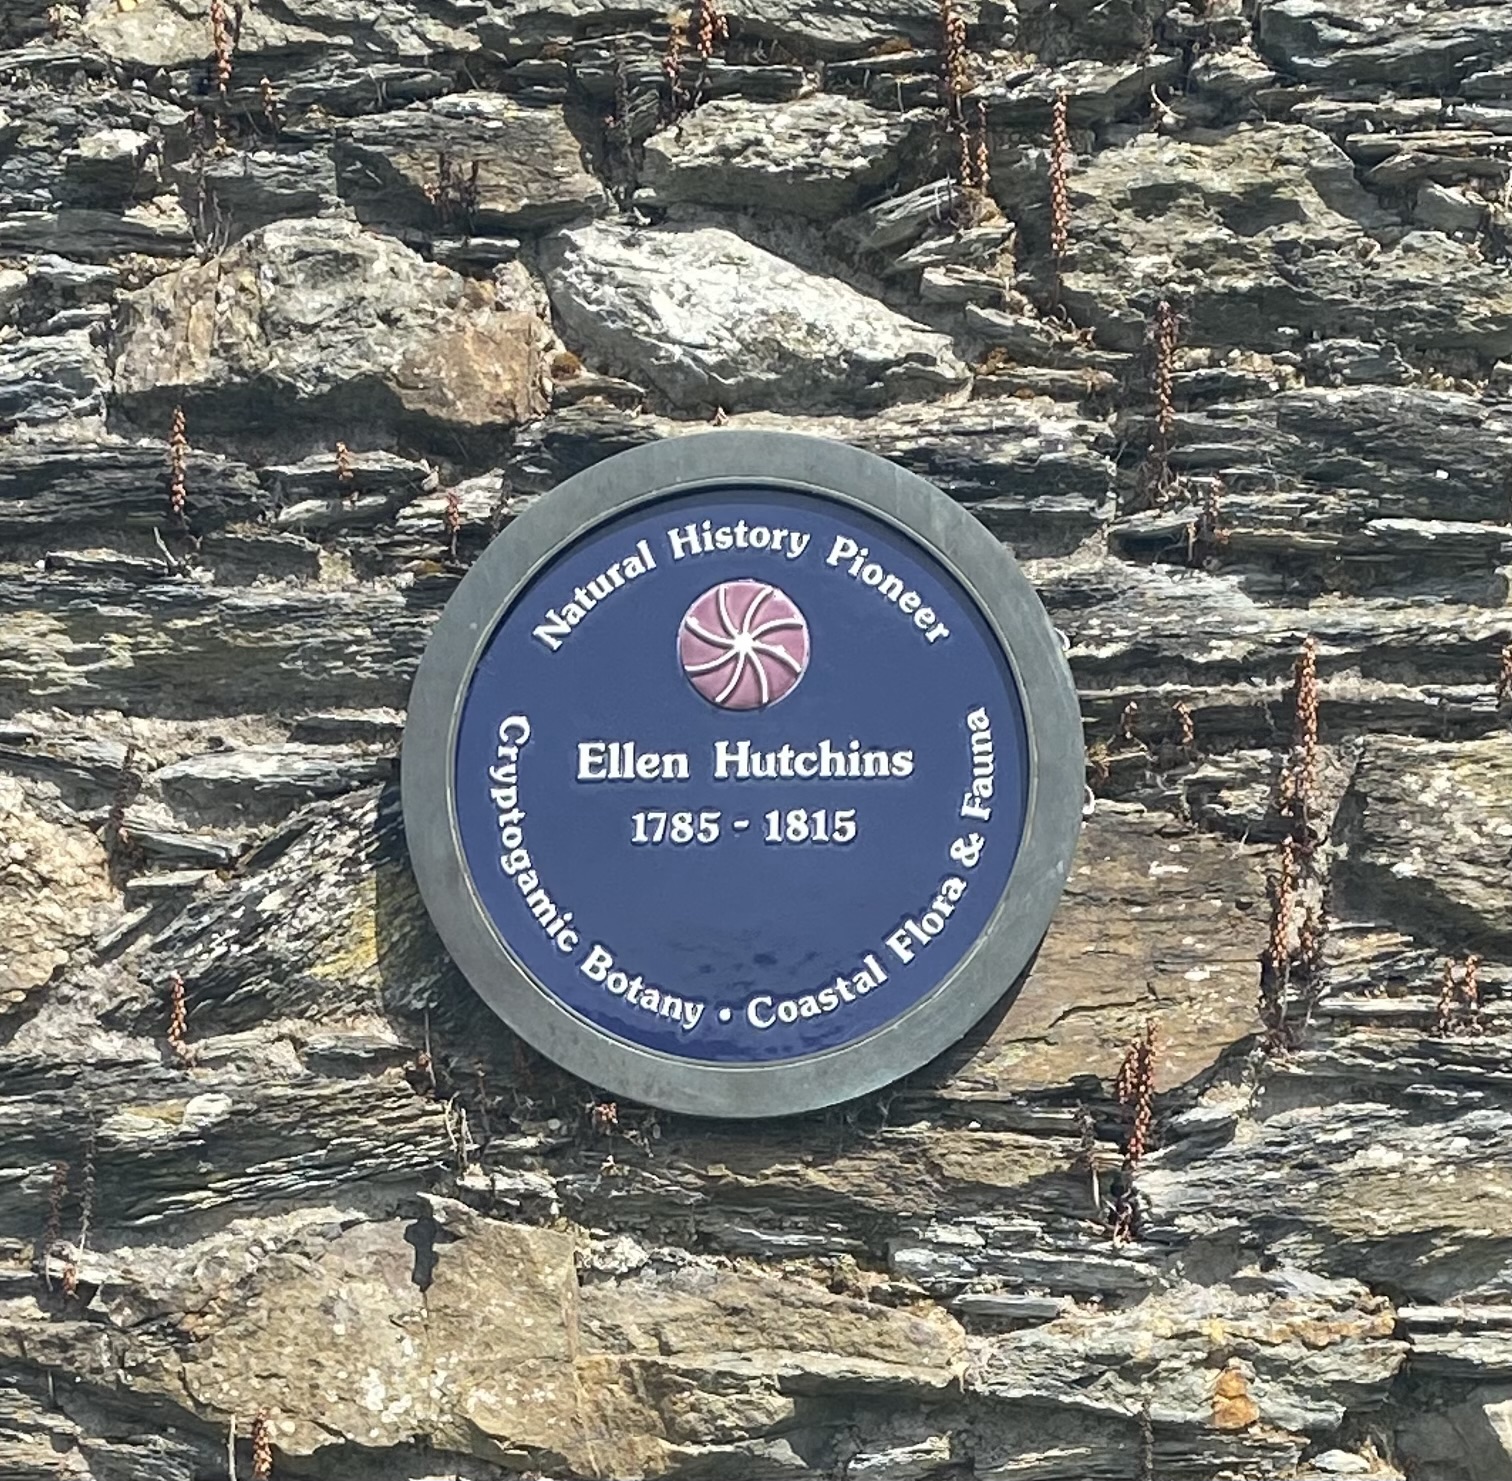 Natural History Pioneer
Ellen Hutchins
1785 - 1815
Cryptogamic Botany • Coastal Flora & Fauna